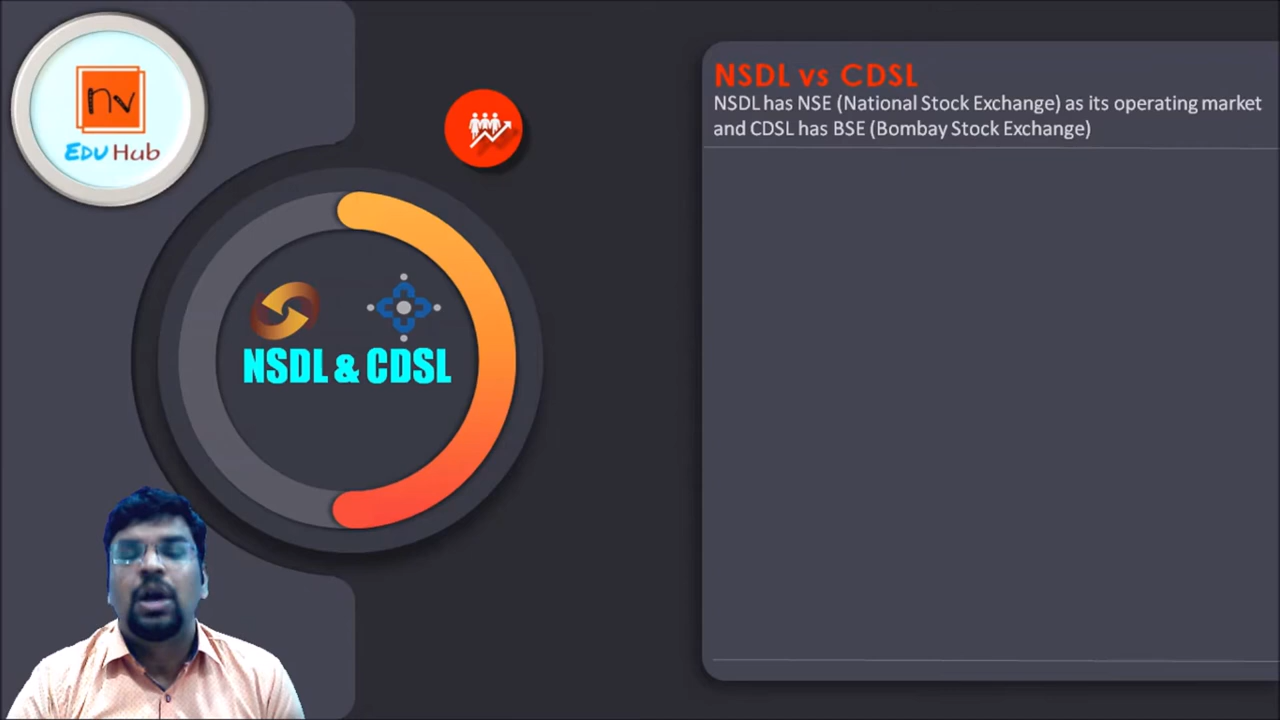 nv
EDU Hub
NSDL & CDSL
NSDL vs CDSL
NSDL has NSE (National Stock Exchange) as its operating market
and CDSL has BSE (Bombay Stock Exchange)